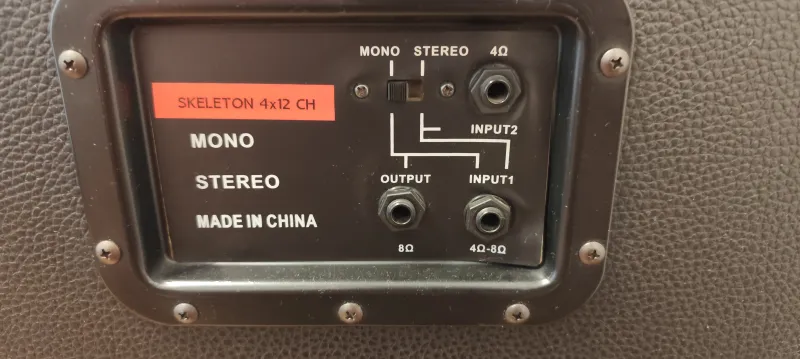 MONO STEREO 4Ω
SKELETON 4x12 CH
INPUT2
MONO
STEREO
OUTPUT INPUT1
MADE IN CHINA
8Ω 4Ω-8Ω